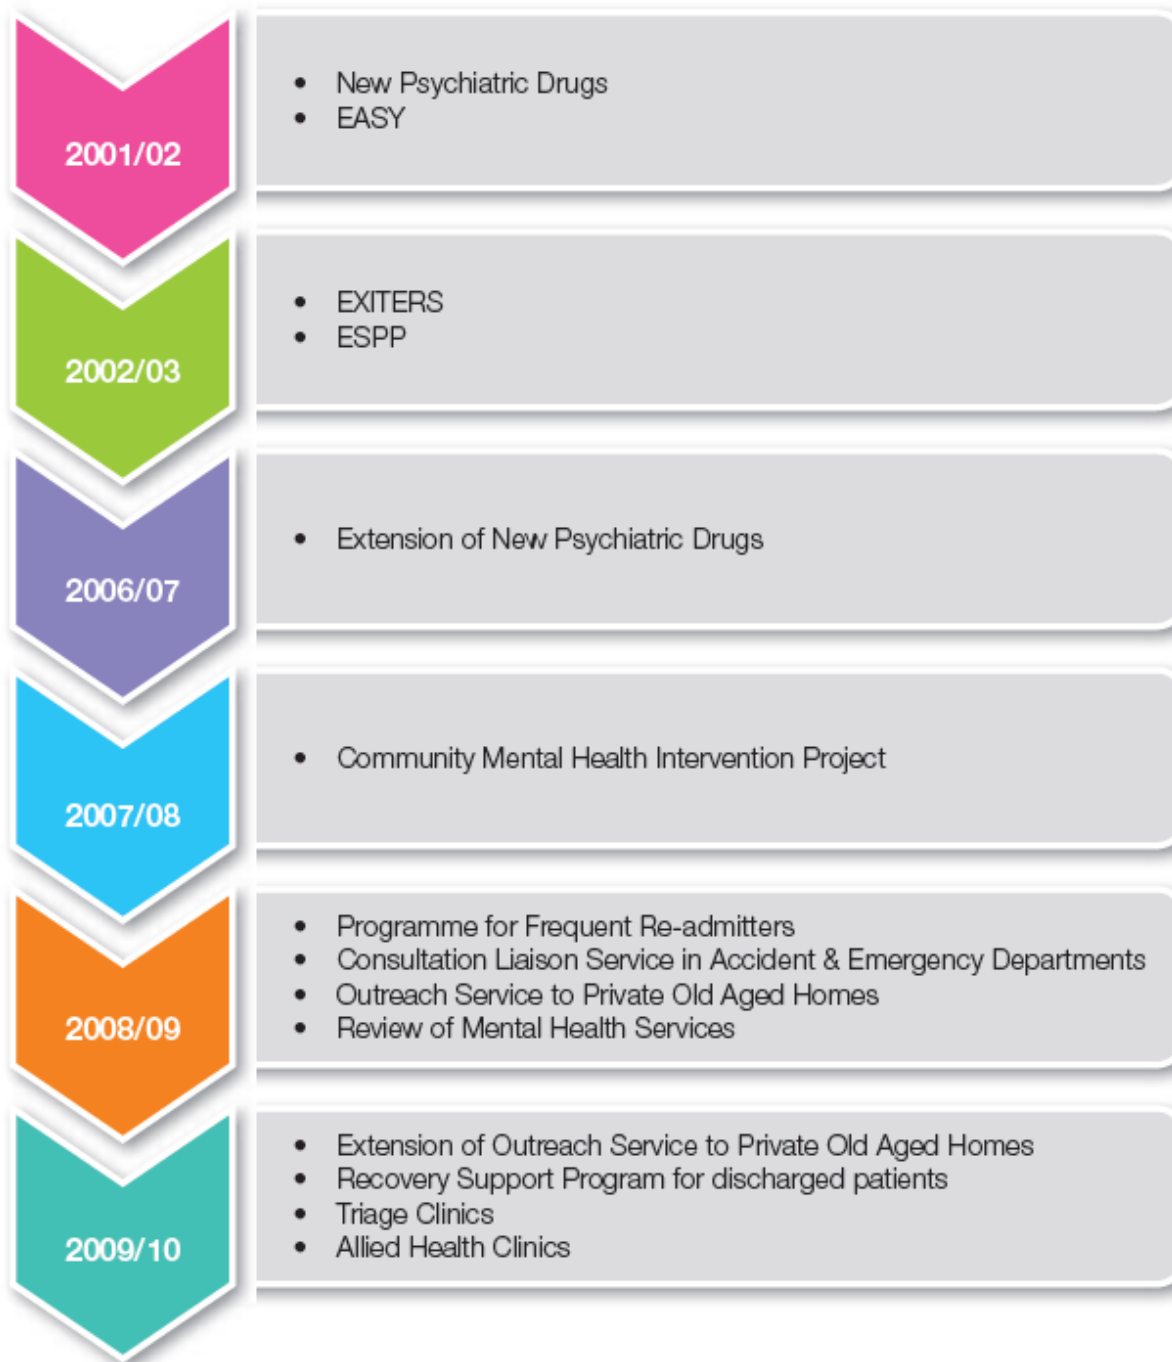 2001/02
• New Psychiatric Drugs
• EASY
2002/03
• EXITERS
• ESPP
2006/07
• Extension of New Psychiatric Drugs
2007/08
• Community Mental Health Intervention Project
2008/09
• Programme for Frequent Re-admitters
• Consultation Liaison Service in Accident & Emergency Departments
• Outreach Service to Private Old Aged Homes
• Review of Mental Health Services
2009/10
• Extension of Outreach Service to Private Old Aged Homes
• Recovery Support Program for discharged patients
• Triage Clinics
• Allied Health Clinics